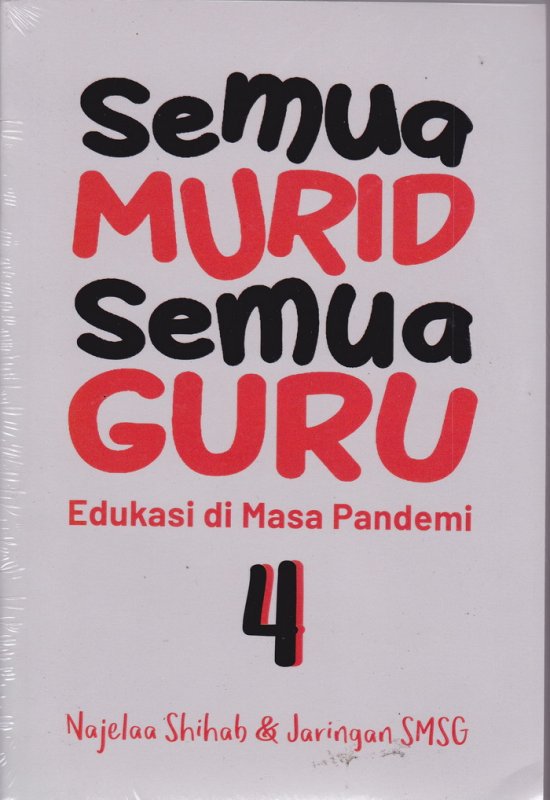 Semua
MURID
Semua
GURU
Edukasi di Masa Pandemi
4
Najelaa Shihab & Jaringan SMSG